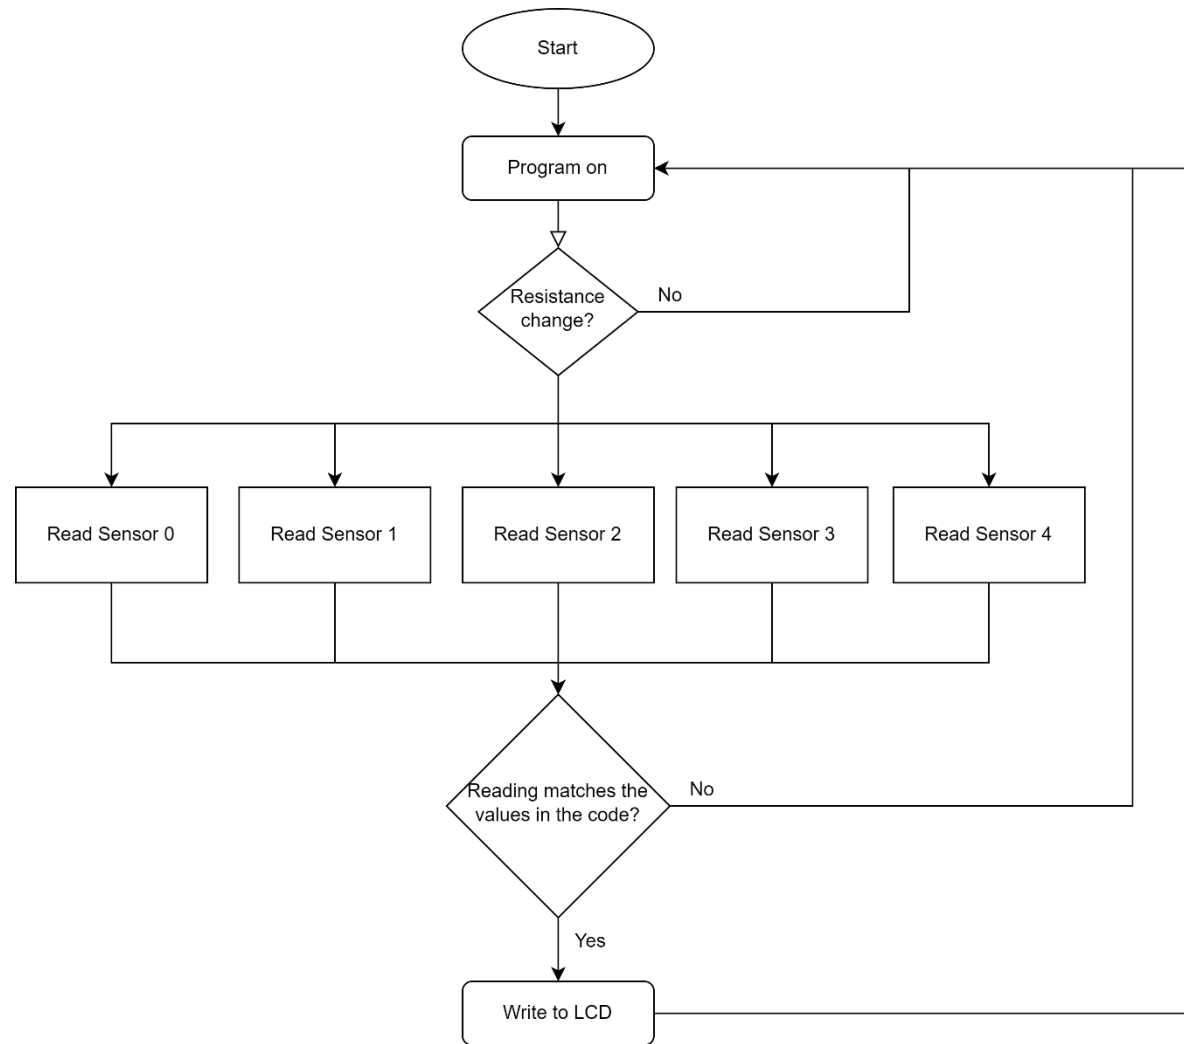 Start
Program on
Resistance
change?
No
Read Sensor 0
Read Sensor 1
Read Sensor 2
Read Sensor 3
Read Sensor 4
Reading matches the
values in the code?
No
Yes
Write to LCD